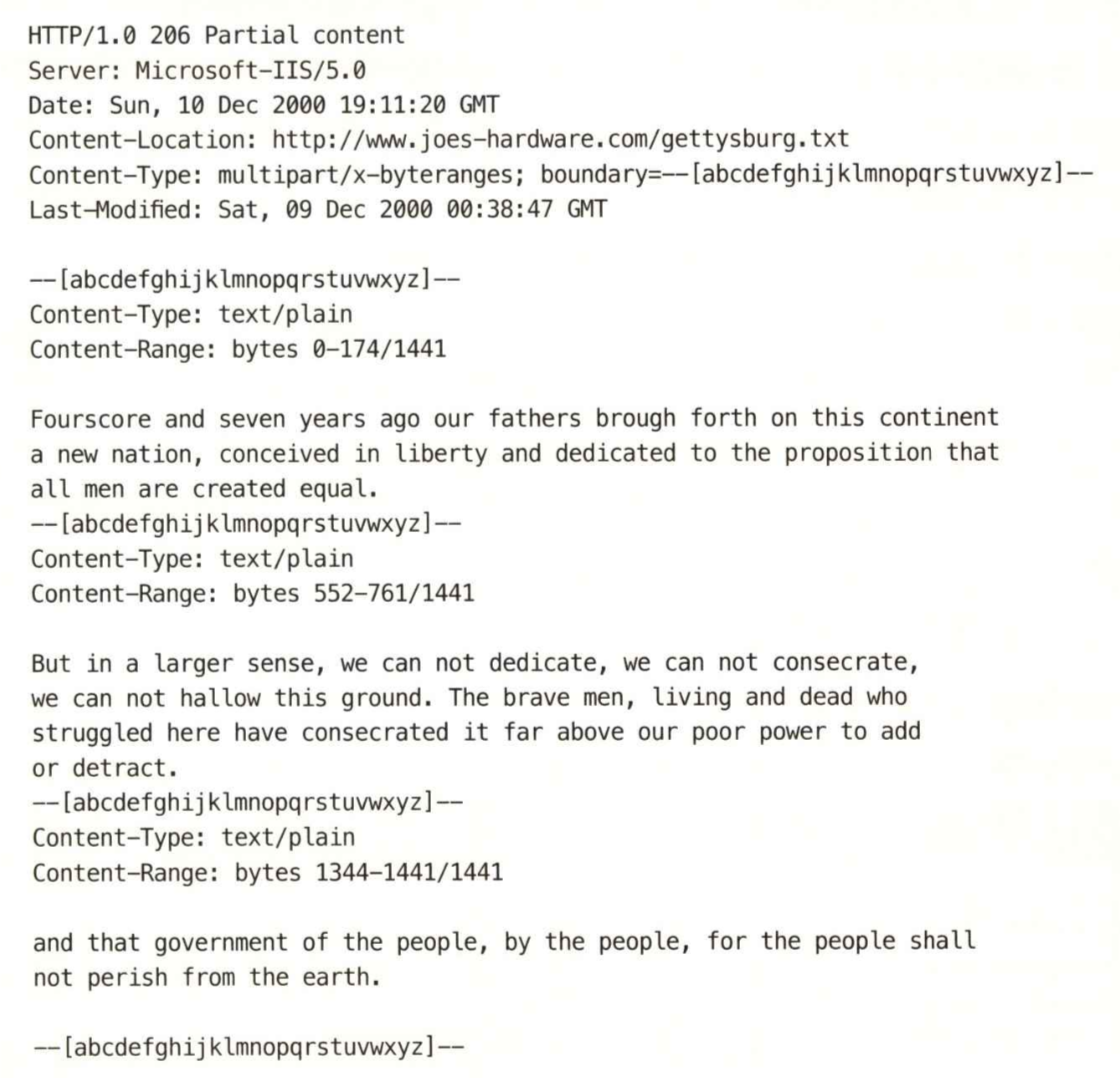 HTTP/1.0 206 Partial content
Server: Microsoft-IIS/5.0
Date: Sun, 10 Dec 2000 19:11:20 GMT
Content-Location: http://www.joes-hardware.com/gettysburg.txt
Content-Type: multipart/x-byteranges; boundary=--[abcdefghijklmnopqrstuvwxyz]--
Last-Modified: Sat, 09 Dec 2000 00:38:47 GMT

--[abcdefghijklmnopqrstuvwxyz]--
Content-Type: text/plain
Content-Range: bytes 0-174/1441

Fourscore and seven years ago our fathers brough forth on this continent
a new nation, conceived in liberty and dedicated to the proposition that
all men are created equal.
--[abcdefghijklmnopqrstuvwxyz]--
Content-Type: text/plain
Content-Range: bytes 552-761/1441

But in a larger sense, we can not dedicate, we can not consecrate,
we can not hallow this ground. The brave men, living and dead who
struggled here have consecrated it far above our poor power to add
or detract.
--[abcdefghijklmnopqrstuvwxyz]--
Content-Type: text/plain
Content-Range: bytes 1344-1441/1441

and that government of the people, by the people, for the people shall
not perish from the earth.

--[abcdefghijklmnopqrstuvwxyz]--